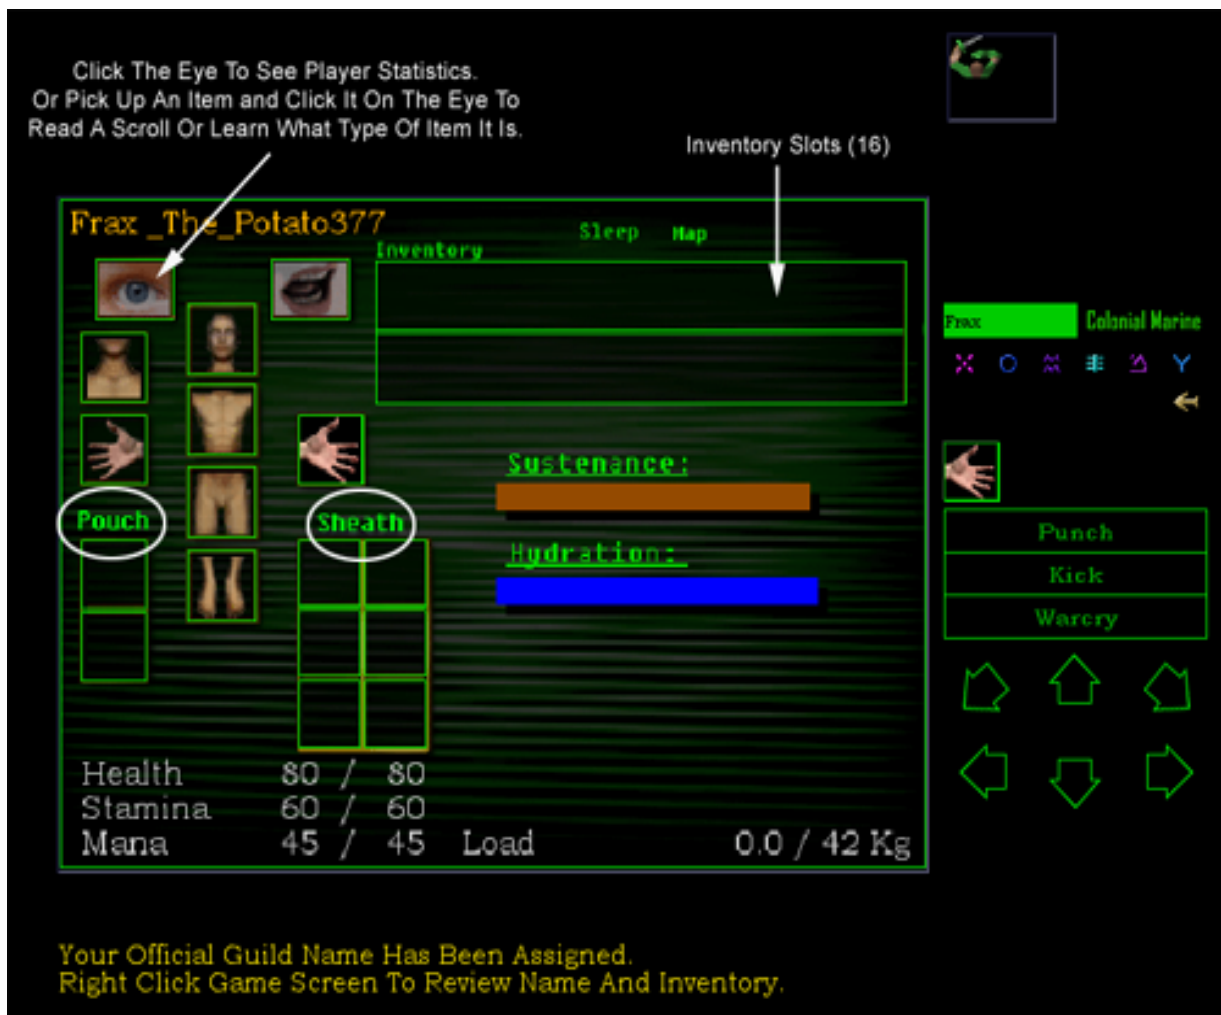 Click The Eye To See Player Statistics.
Or Pick Up An Item and Click It On The Eye To
Read A Scroll Or Learn What Type Of Item It Is.
Inventory Slots (16)
Frax _The_Potato377
Sleep Map
Inventory
Frax Colonial Marine
Sustenance:
Pouch Sheath
Hydration:
Punch
Kick
Warcry
Health 80 / 80
Stamina 60 / 60
Mana 45 / 45 Load 0.0 / 42 Kg
Your Official Guild Name Has Been Assigned.
Right Click Game Screen To Review Name And Inventory.